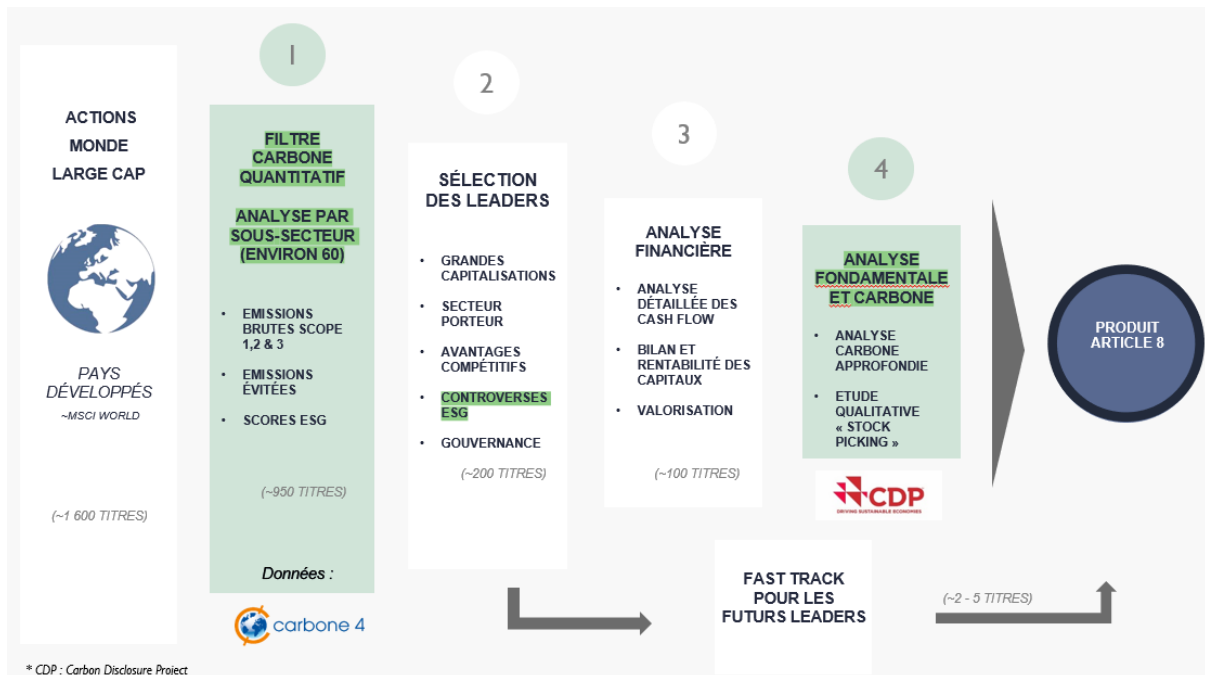 ACTIONS
MONDE
LARGE CAP
PAYS
DÉVELOPPÉS
~MSCI WORLD
(~1 600 TITRES)
1
FILTRE
CARBONE
QUANTITATIF
ANALYSE PAR
SOUS-SECTEUR
(ENVIRON 60)
• EMISSIONS
BRUTES SCOPE
1,2 & 3
• EMISSIONS
ÉVITÉES
• SCORES ESG
(~950 TITRES)
Données :
carbone 4
2
SÉLECTION
DES LEADERS
• GRANDES
CAPITALISATIONS
• SECTEUR
PORTEUR
• AVANTAGES
COMPÉTITIFS
• CONTROVERSES
ESG
• GOUVERNANCE
(~200 TITRES)
3
ANALYSE
FINANCIÈRE
• ANALYSE
DÉTAILLÉE DES
CASH FLOW
• BILAN ET
RENTABILITÉ DES
CAPITAUX
• VALORISATION
(~100 TITRES)
4
ANALYSE
FONDAMENTALE
ET CARBONE
• ANALYSE
CARBONE
APPROFONDIE
• ETUDE
QUALITATIVE
« STOCK
PICKING »
CDP
DRIVING SUSTAINABLE ECONOMIES
FAST TRACK
POUR LES
FUTURS LEADERS
(~2 - 5 TITRES)
PRODUIT
ARTICLE 8
* CDP : Carbon Disclosure Project